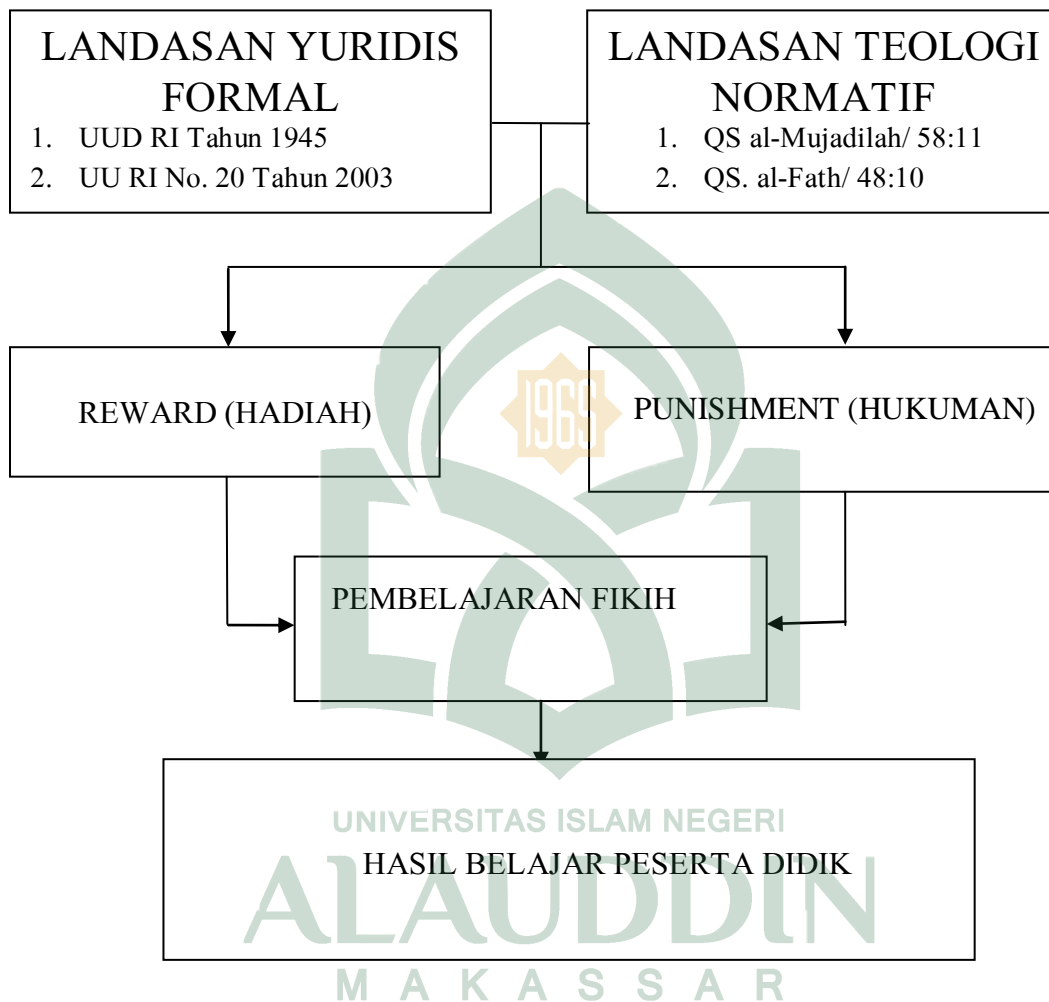 LANDASAN YURIDIS
FORMAL
1. UUD RI Tahun 1945
2. UU RI No. 20 Tahun 2003
LANDASAN TEOLOGI
NORMATIF
1. QS al-Mujadilah/ 58:11
2. QS. al-Fath/ 48:10
REWARD (HADIAH)
PUNISHMENT (HUKUMAN)
1965
PEMBELAJARAN FIKIH
UNIVERSITAS ISLAM NEGERI
HASIL BELAJAR PESERTA DIDIK
ALAUDDIN
MAKASSAR